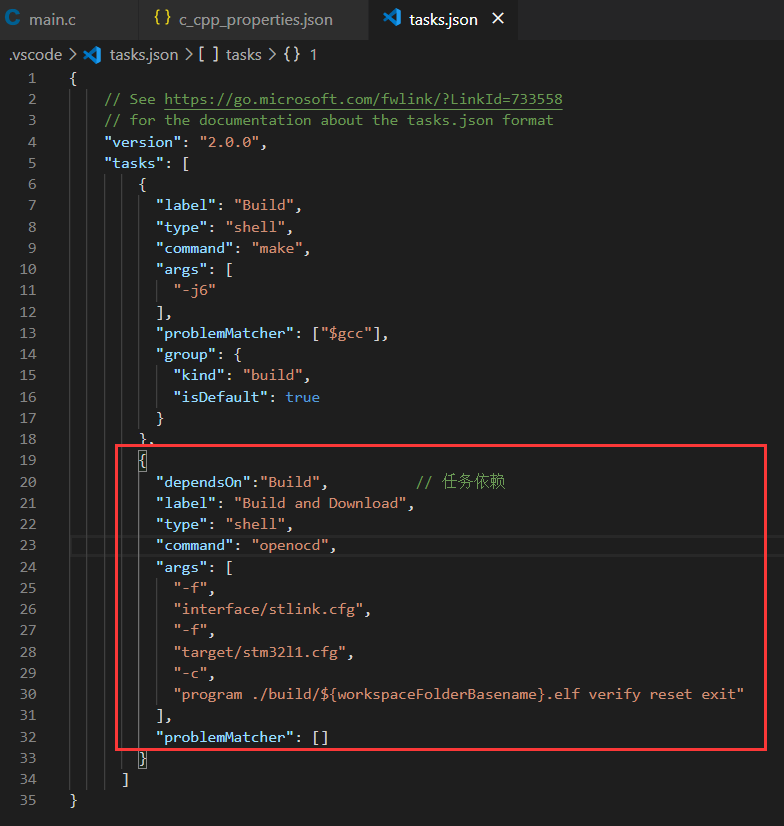 main.c c_cpp_properties.json tasks.json
.vscode > tasks.json > [ ] tasks > {} 1
1 {
2 // See https://go.microsoft.com/fwlink/?LinkId=733558
3 // for the documentation about the tasks.json format
4 "version": "2.0.0",
5 "tasks": [
6 {
7 "label": "Build",
8 "type": "shell",
9 "command": "make",
10 "args": [
11 "-j6"
12 ],
13 "problemMatcher": ["$gcc"],
14 "group": {
15 "kind": "build",
16 "isDefault": true
17 }
18 },
19 {
20 "dependsOn":"Build", // 任务依赖
21 "label": "Build and Download",
22 "type": "shell",
23 "command": "openocd",
24 "args": [
25 "-f",
26 "interface/stlink.cfg",
27 "-f",
28 "target/stm32l1.cfg",
29 "-c",
30 "program ./build/${workspaceFolderBasename}.elf verify reset exit"
31 ],
32 "problemMatcher": []
33 }
34 ]
35 }